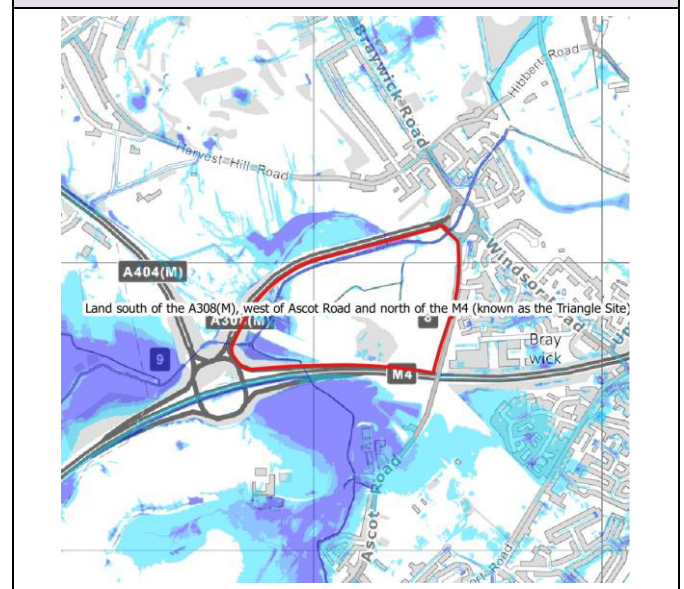 Braywick Road
Hibbert Road
Harvest Hill Road
A404(M)
Windsor Road
Land south of the A308(M), west of Ascot Road and north of the M4 (known as the Triangle Site)
A308(M)
8
9
Bray
wick
M4
Ascot Road